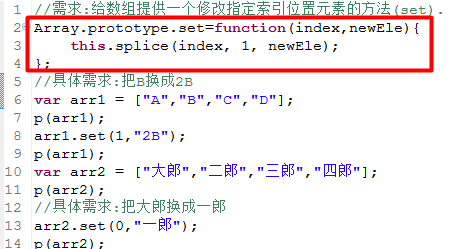 1 //需求:给数组提供一个修改指定索引位置元素的方法(set).
2 Array.prototype.set=function(index,newEle){
3 this.splice(index, 1, newEle);
4 };
5 //具体需求:把B换成2B
6 var arr1 = ["A","B","C","D"];
7 p(arr1);
8 arr1.set(1,"2B");
9 p(arr1);
10 var arr2 = ["大郎","二郎","三郎","四郎"];
11 p(arr2);
12 //具体需求:把大郎换成一郎
13 arr2.set(0,"一郎");
14 p(arr2);